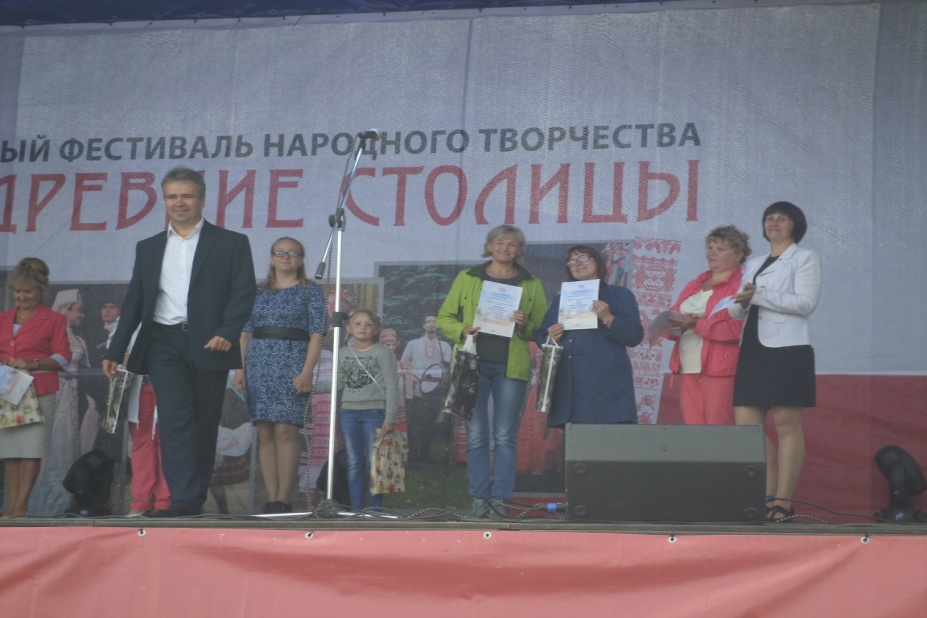 ЫЙ ФЕСТИВАЛЬ НАРОДНОГО ТВОРЧЕСТВА
ДРЕВНИЕ СТОЛИЦЫ